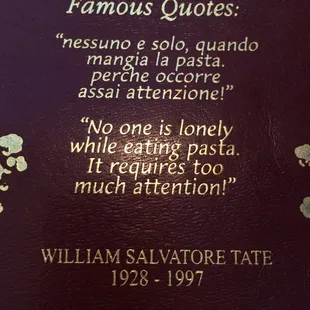 Famous Quotes:
“nessuno e solo, quando
mangia la pasta.
perche occorre
assai attenzione!”
“No one is lonely
while eating pasta.
It requires too
much attention!”
WILLIAM SALVATORE TATE
1928 - 1997